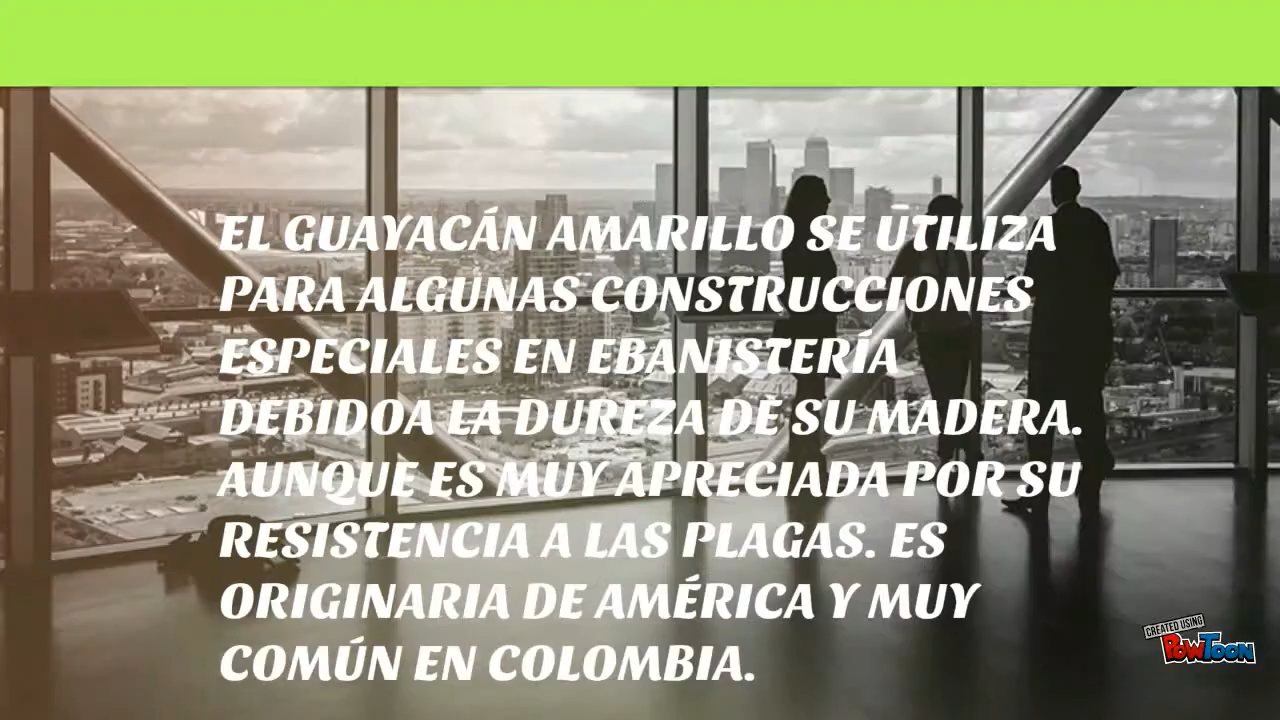 EL GUAYACÁN AMARILLO SE UTILIZA
PARA ALGUNAS CONSTRUCCIONES
ESPECIALES EN EBANISTERÍA
DEBIDOA LA DUREZA DE SU MADERA.
AUNQUE ES MUY APRECIADA POR SU
RESISTENCIA A LAS PLAGAS. ES
ORIGINARIA DE AMÉRICA Y MUY
COMÚN EN COLOMBIA.
CREATED USING
POWTOON